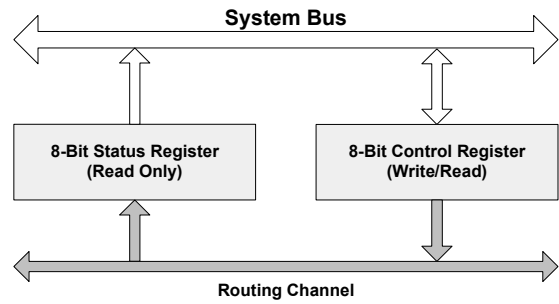 System Bus
8-Bit Status Register
(Read Only)
8-Bit Control Register
(Write/Read)
Routing Channel